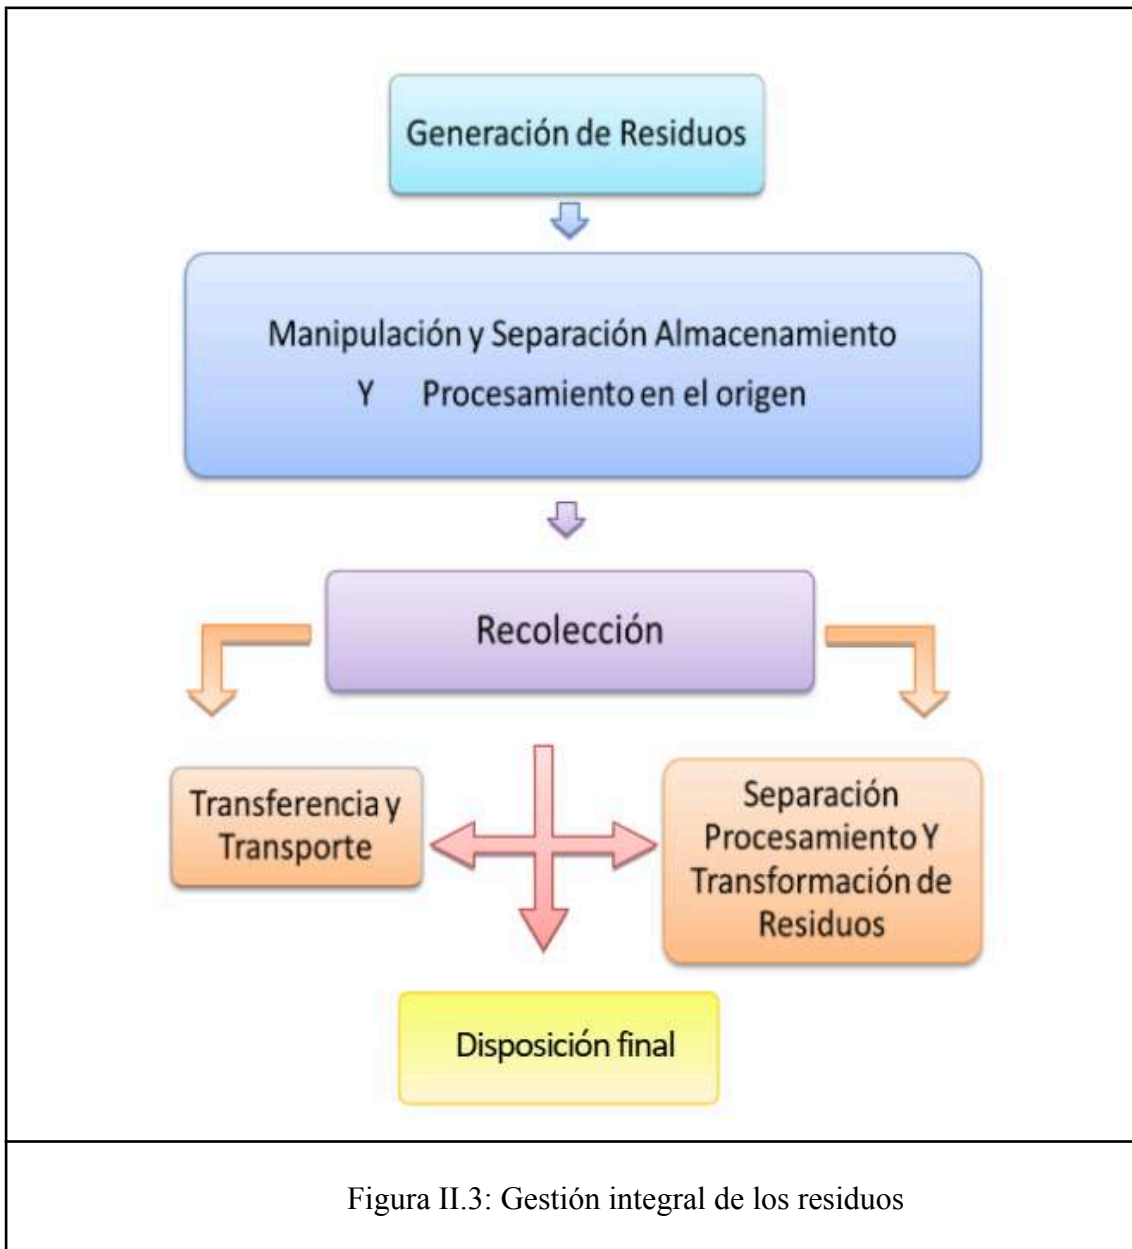 Generación de Residuos
Manipulación y Separación Almacenamiento
Y Procesamiento en el origen
Recolección
Transferencia y
Transporte
Separación
Procesamiento Y
Transformación de
Residuos
Disposición final
Figura II.3: Gestión integral de los residuos